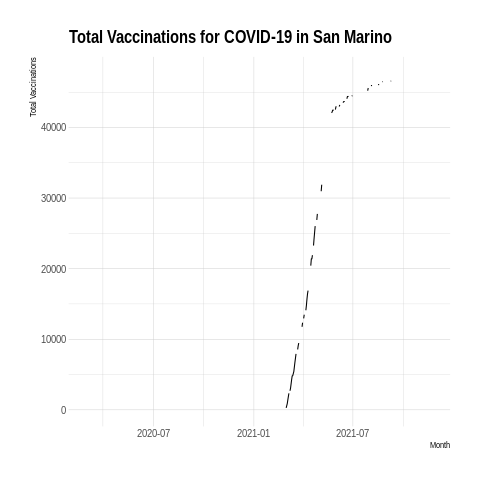 Total Vaccinations for COVID-19 in San Marino
Total Vaccinations
40000
30000
20000
10000
0
2020-07 2021-01 2021-07
Month